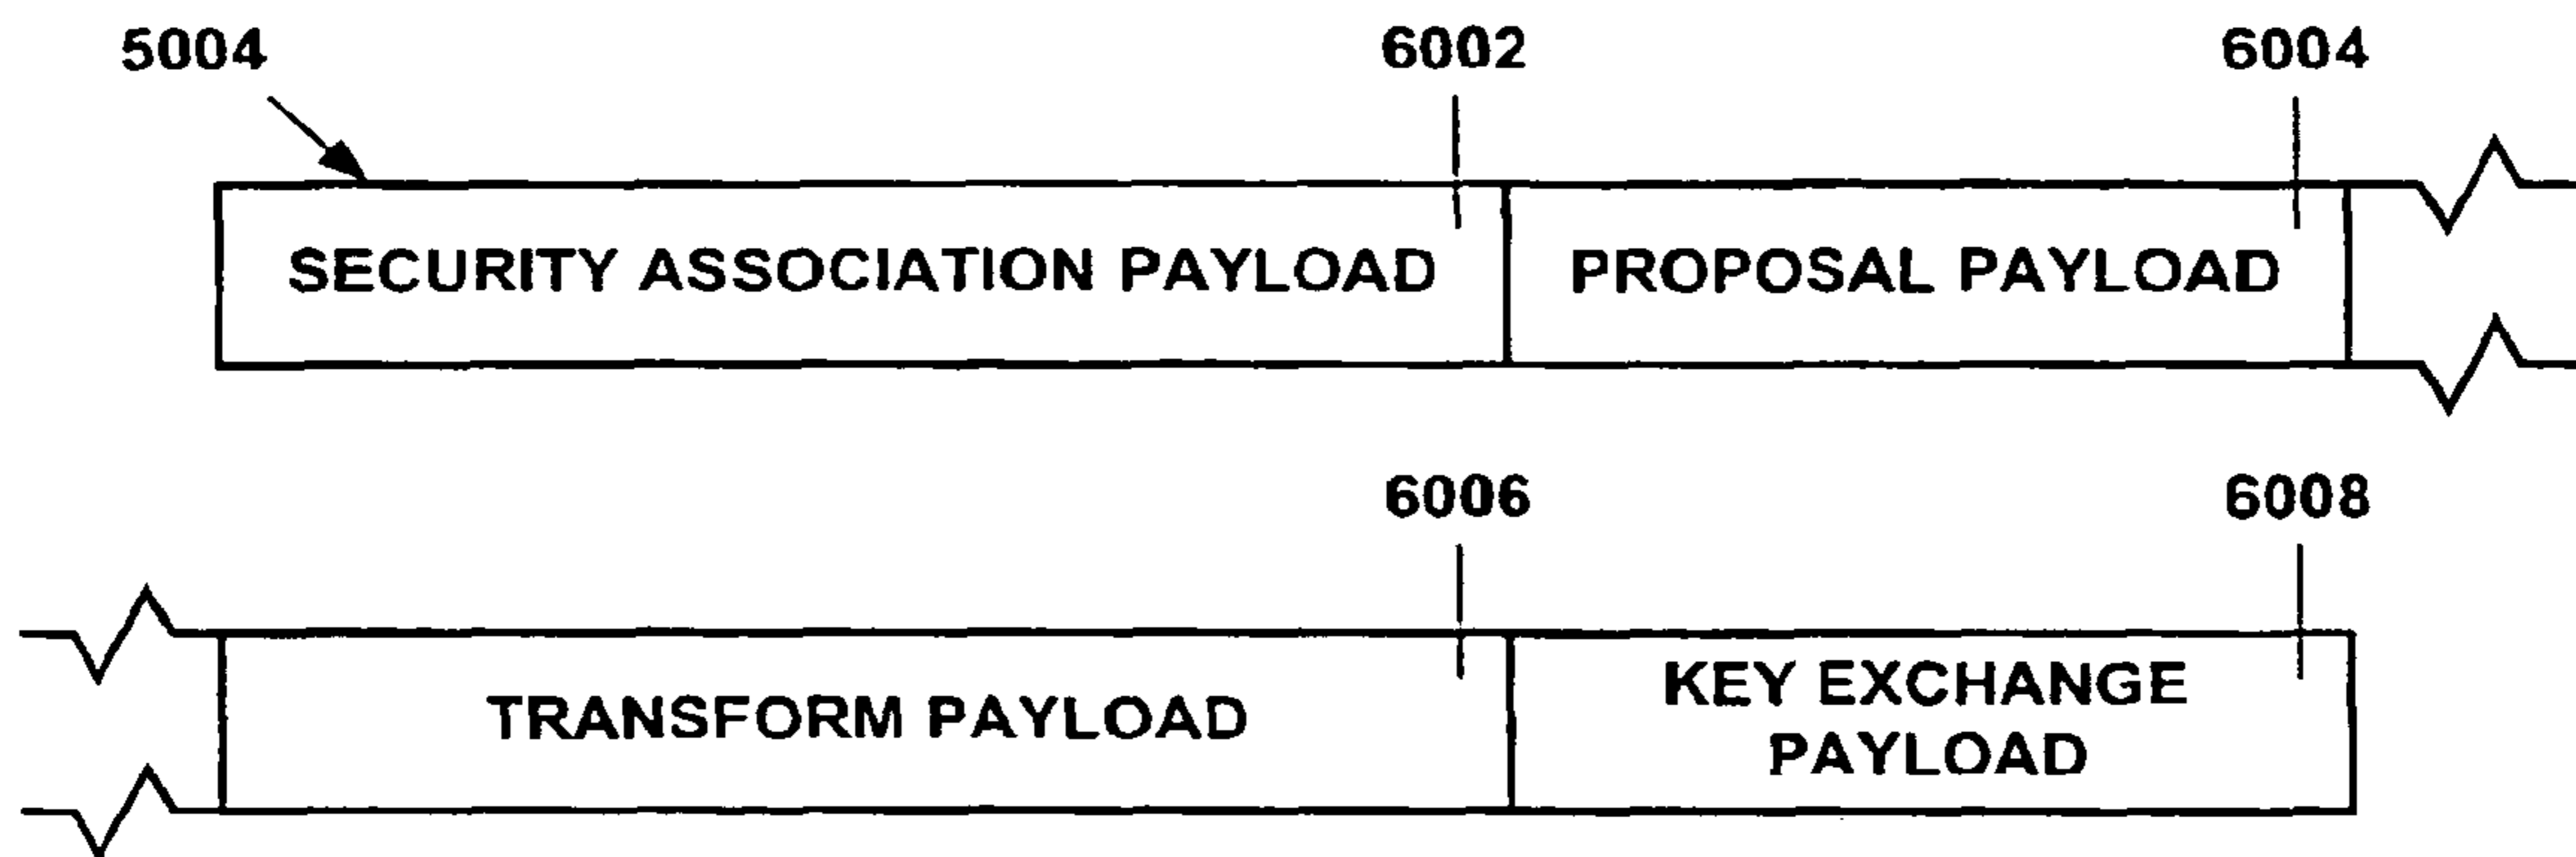 5004 6002 6004
SECURITY ASSOCIATION PAYLOAD PROPOSAL PAYLOAD
6006 6008
TRANSFORM PAYLOAD KEY EXCHANGE
PAYLOAD